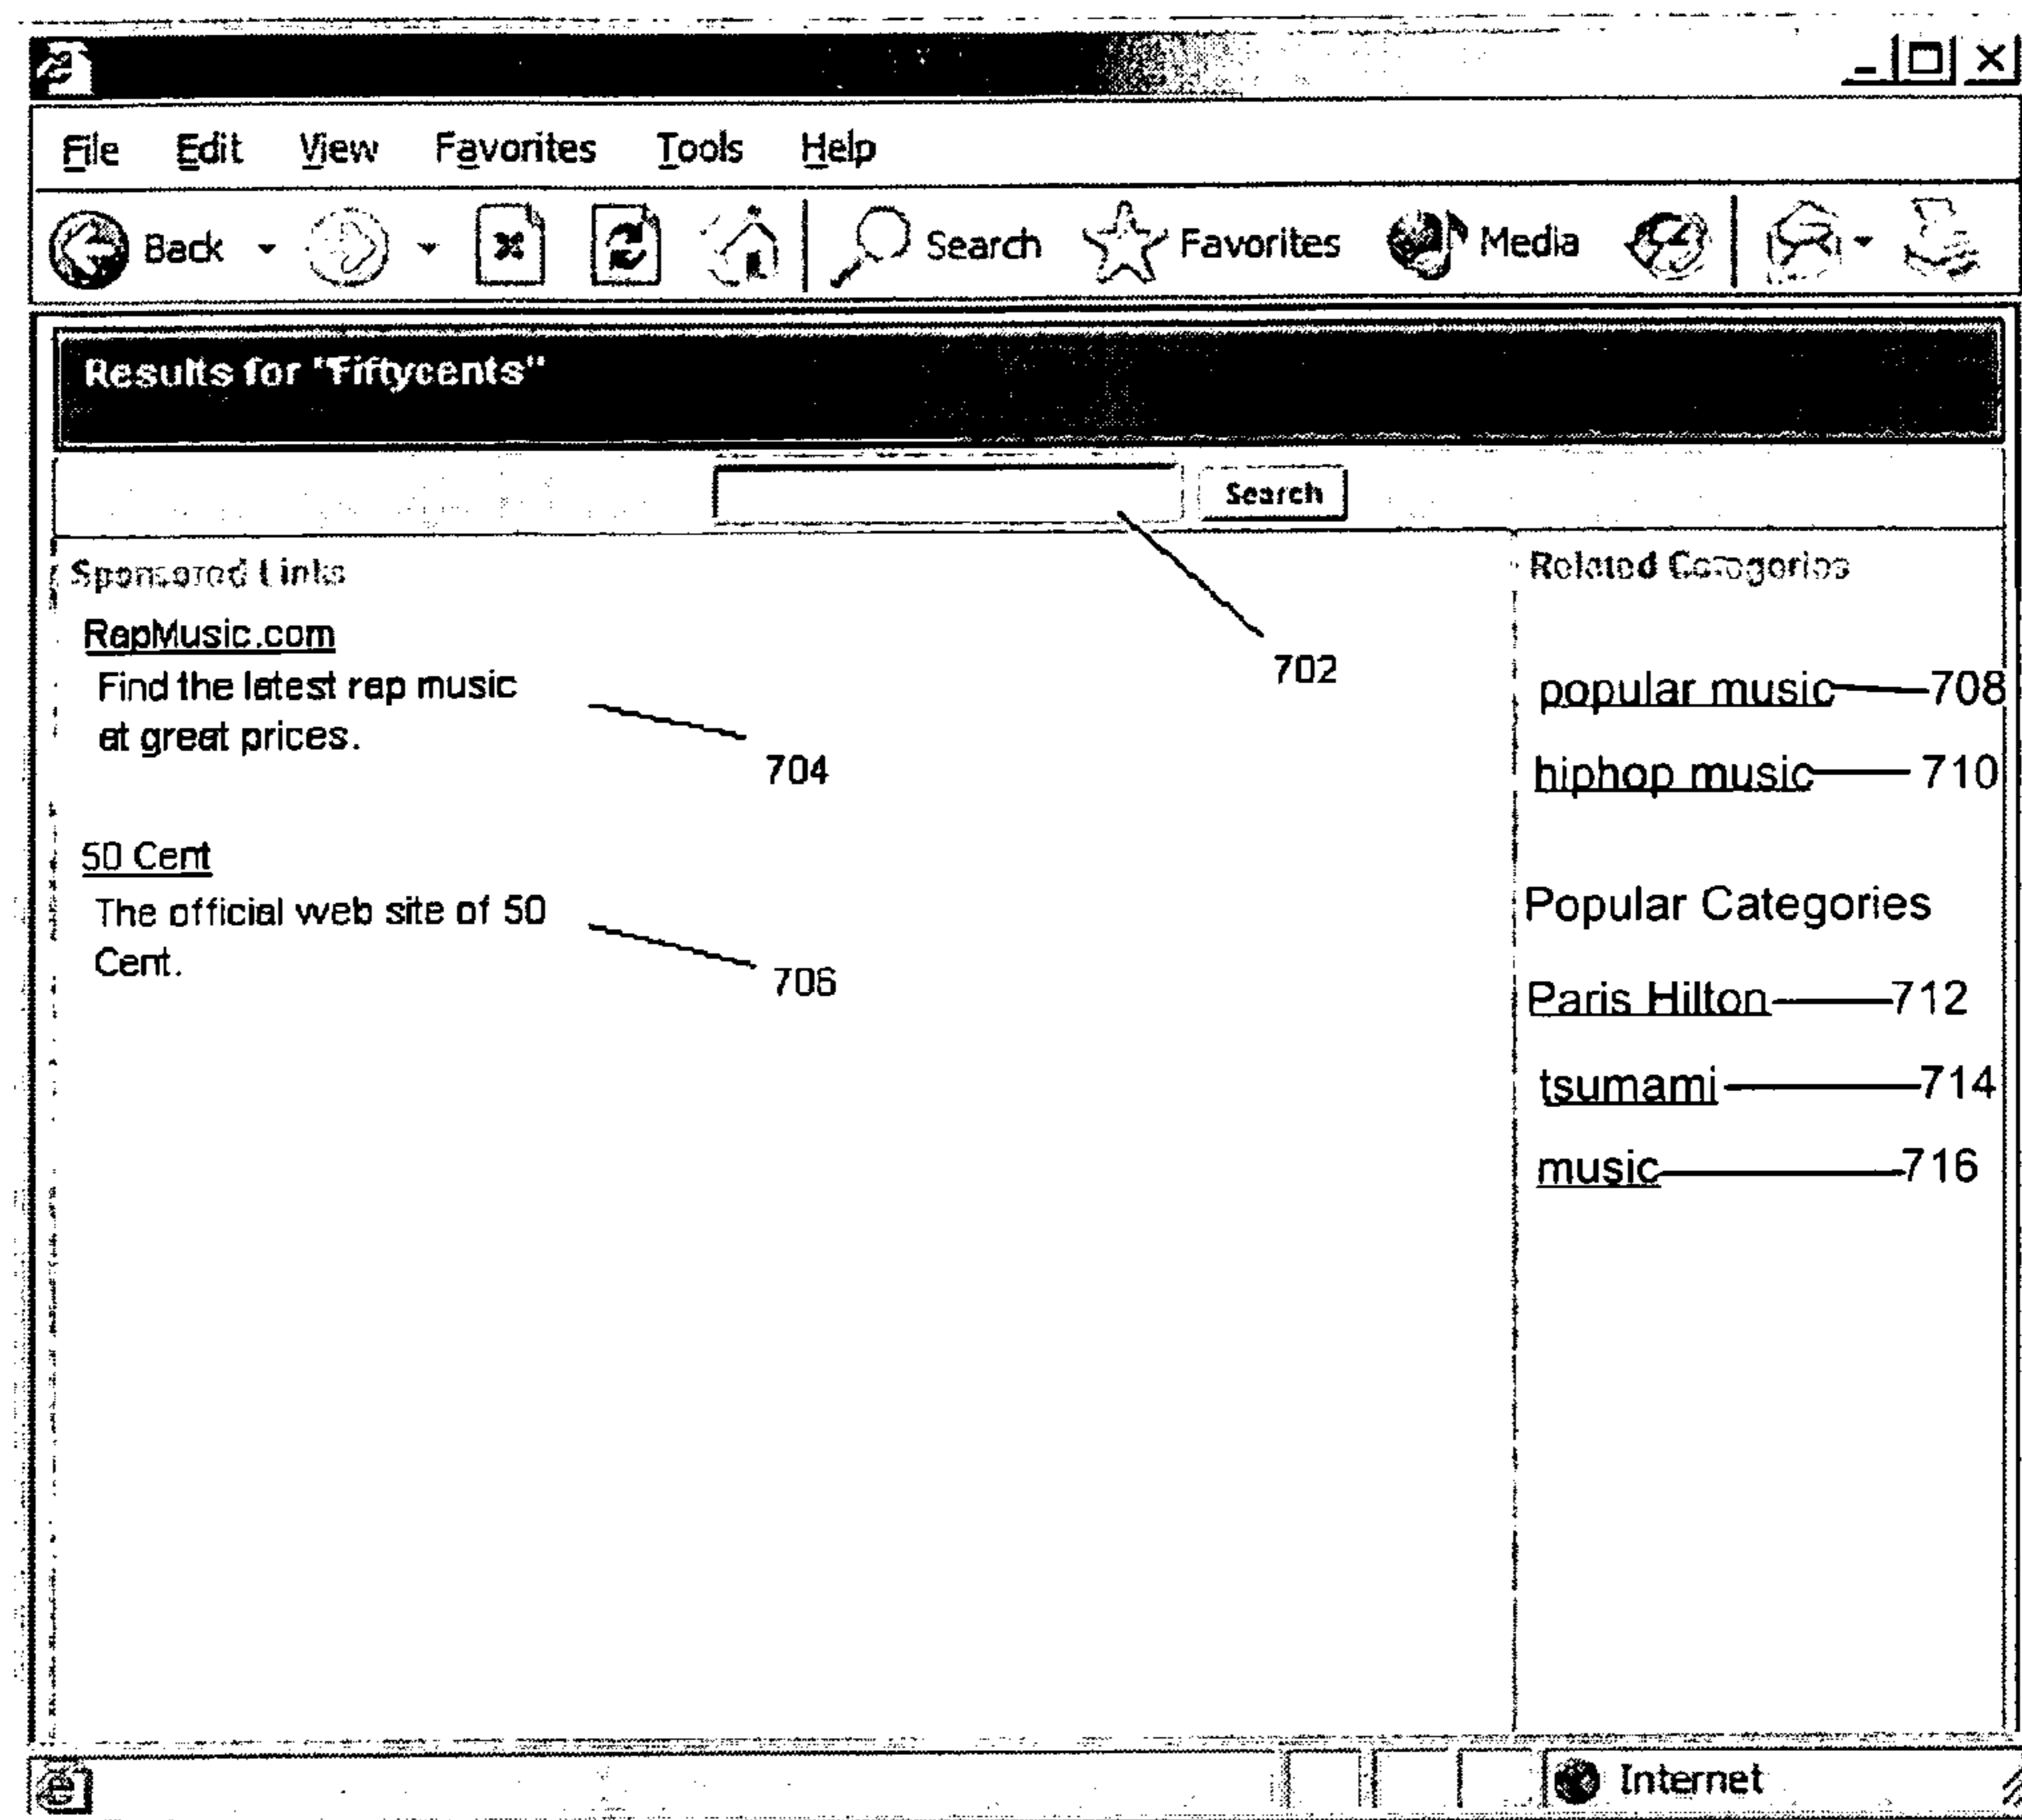 File Edit View Favorites Tools Help
Back Search Favorites Media
Results for "Fiftycents"
Search
702
Sponsored Links
RapMusic.com
Find the latest rap music
at great prices.
704
50 Cent
The official web site of 50
Cent.
706
Related Categories
popular music 708
hiphop music 710
Popular Categories
Paris Hilton 712
tsumami 714
music 716
Internet